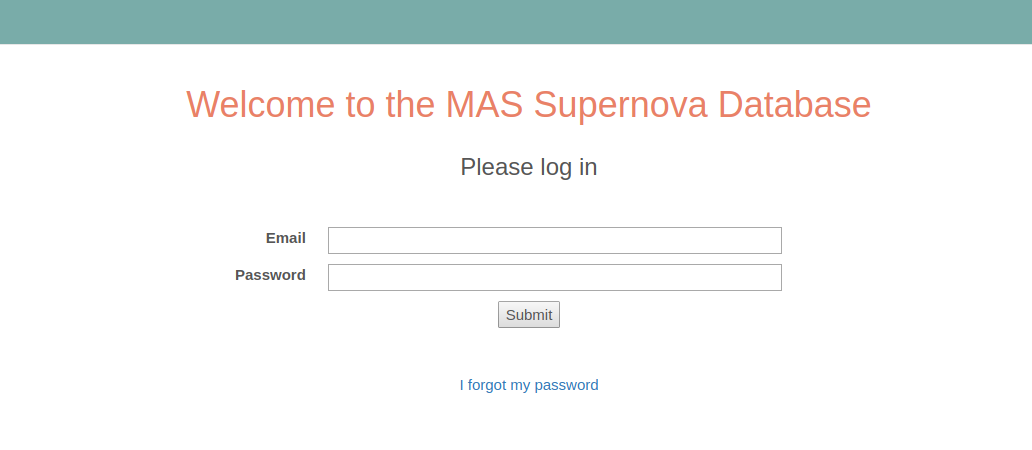 Welcome to the MAS Supernova Database
Please log in
Email
Password
Submit
I forgot my password